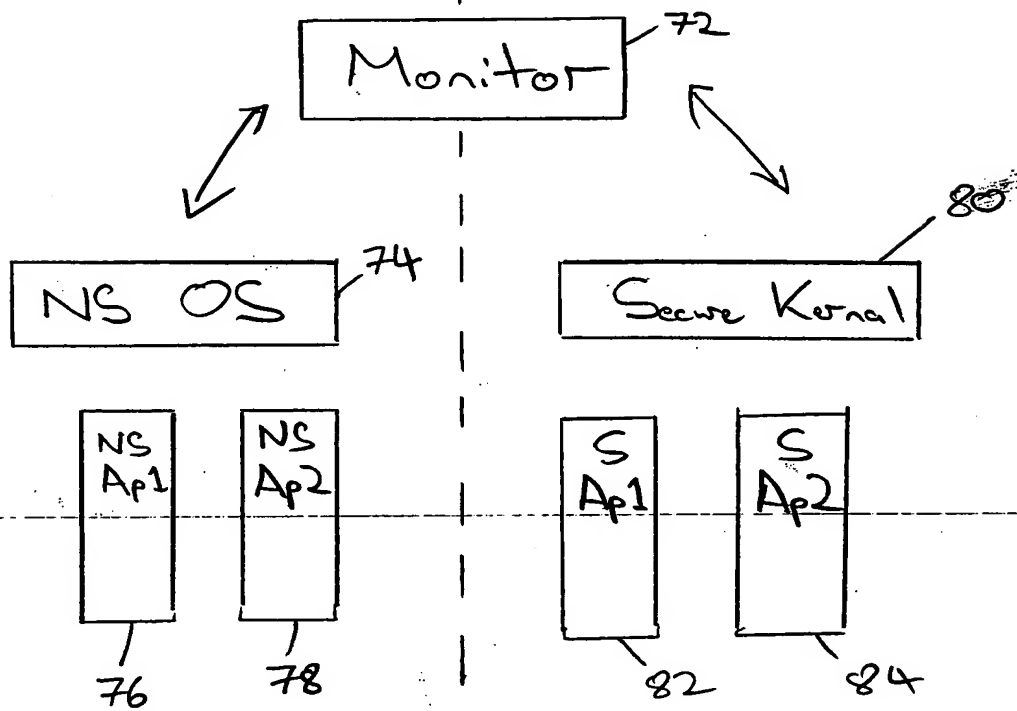 72
Monitor
80
74
NS OS
Secure Kernal
NS
Ap1
NS
Ap2
S
Ap1
S
Ap2
76
78
82
84